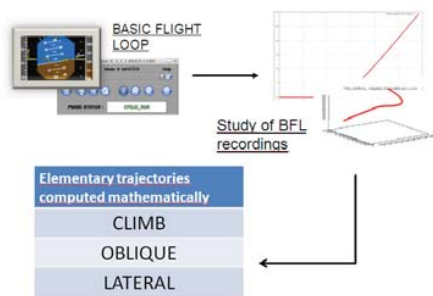 BASIC FLIGHT
LOOP
PHASE STATUS :
Study of BFL
recordings
Elementary trajectories
computed mathematically
CLIMB
OBLIQUE
LATERAL